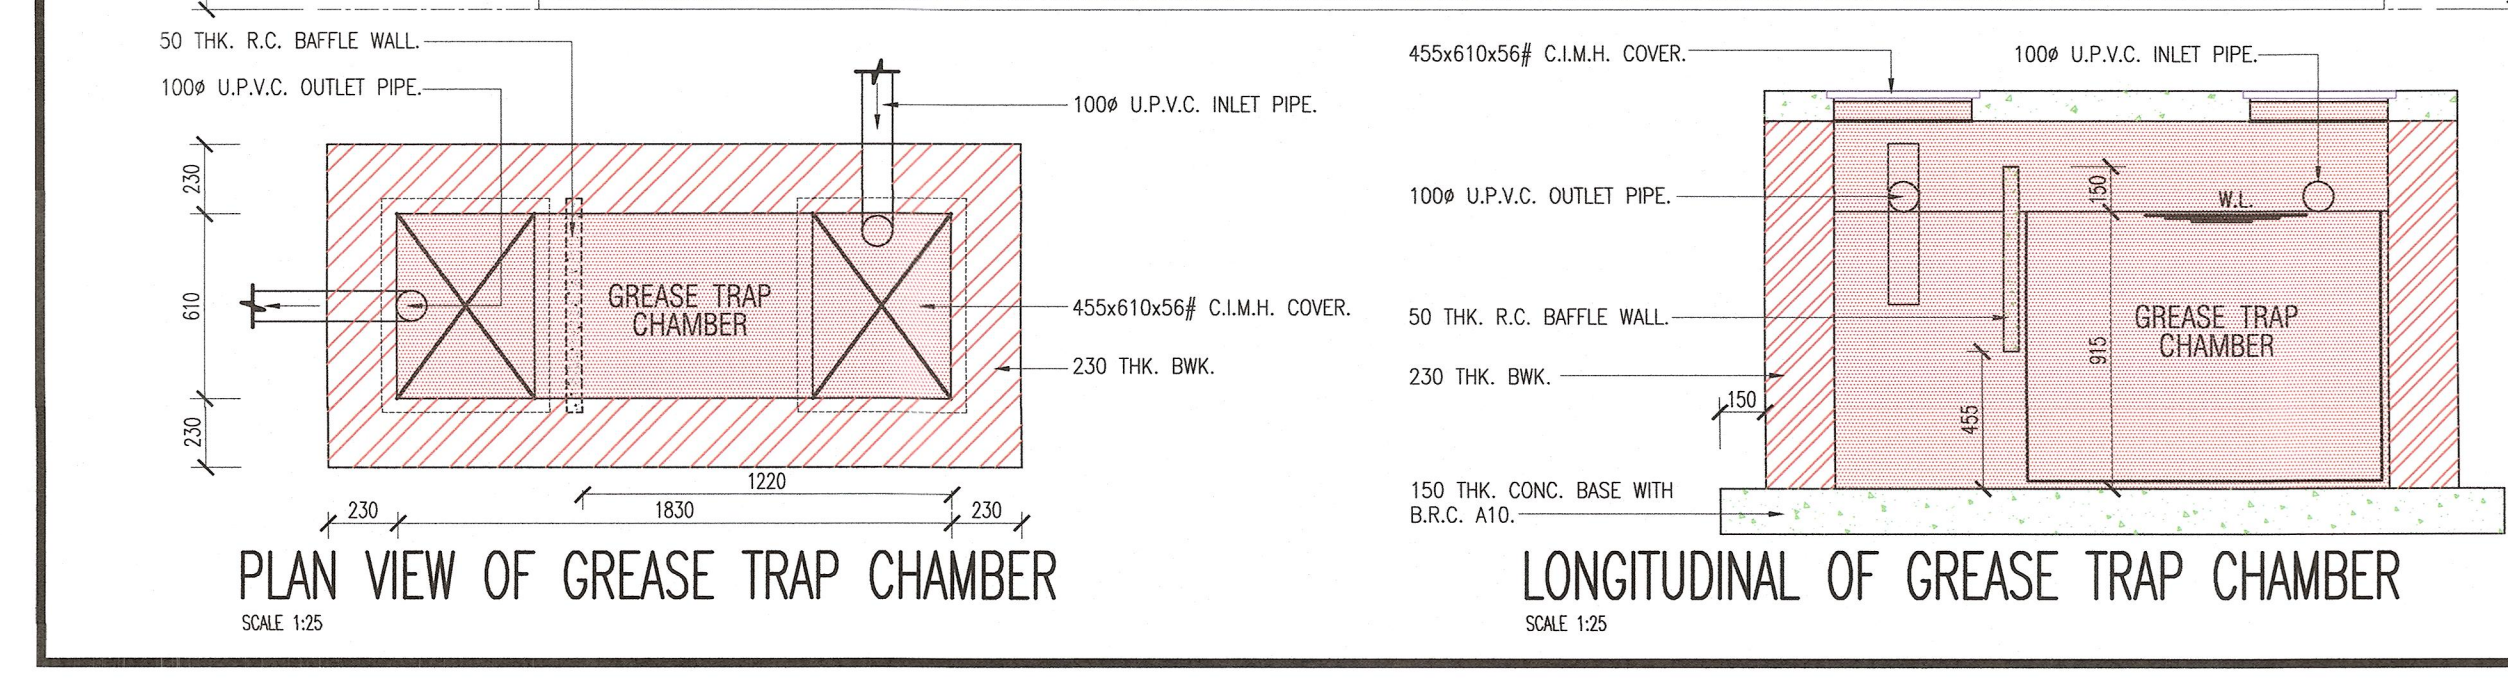 50 THK. R.C. BAFFLE WALL.
100ø U.P.V.C. OUTLET PIPE.
100ø U.P.V.C. INLET PIPE.
230
610
230
GREASE TRAP
CHAMBER
455x610x56# C.I.M.H. COVER.
230 THK. BWK.
1220
230
1830
230
PLAN VIEW OF GREASE TRAP CHAMBER
SCALE 1:25
455x610x56# C.I.M.H. COVER.
100ø U.P.V.C. INLET PIPE.
100ø U.P.V.C. OUTLET PIPE.
150
W.L.
50 THK. R.C. BAFFLE WALL.
GREASE TRAP
CHAMBER
915
230 THK. BWK.
150
455
150 THK. CONC. BASE WITH
B.R.C. A10.
LONGITUDINAL OF GREASE TRAP CHAMBER
SCALE 1:25